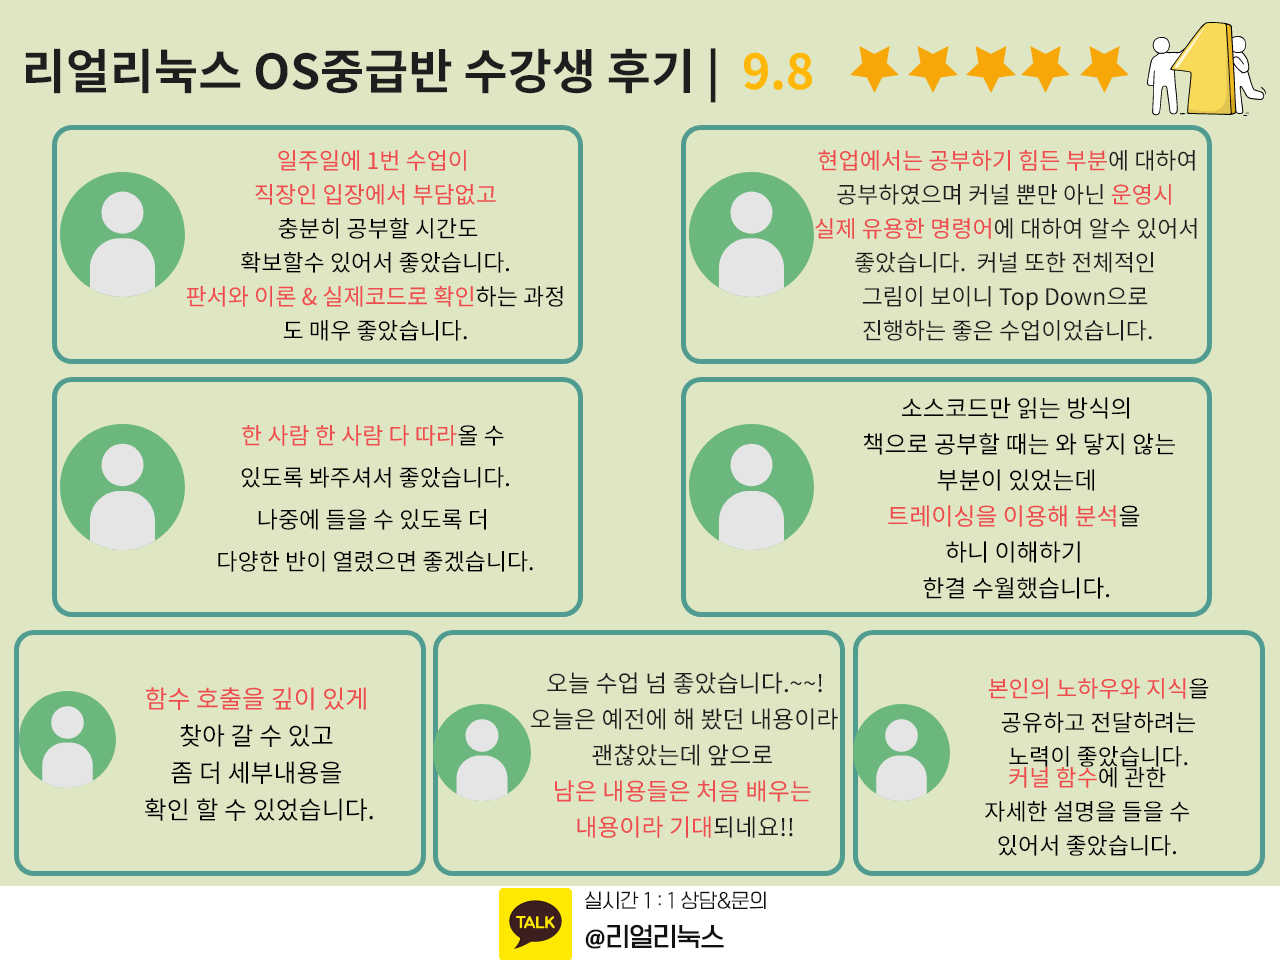 리얼리눅스 OS중급반 수강생 후기 | 9.8
일주일에 1번 수업이
직장인 입장에서 부담없고
충분히 공부할 시간도
확보할수 있어서 좋았습니다.
판서와 이론 & 실제코드로 확인하는 과정
도 매우 좋았습니다.
현업에서는 공부하기 힘든 부분에 대하여
공부하였으며 커널 뿐만 아닌 운영시
실제 유용한 명령어에 대하여 알수 있어서
좋았습니다. 커널 또한 전체적인
그림이 보이니 Top Down으로
진행하는 좋은 수업이었습니다.
한 사람 한 사람 다 따라올 수
있도록 봐주셔서 좋았습니다.
나중에 들을 수 있도록 더
다양한 반이 열렸으면 좋겠습니다.
소스코드만 읽는 방식의
책으로 공부할 때는 와 닿지 않는
부분이 있었는데
트레이싱을 이용해 분석을
하니 이해하기
한결 수월했습니다.
함수 호출을 깊이 있게
찾아 갈 수 있고
좀 더 세부내용을
확인 할 수 있었습니다.
오늘 수업 넘 좋았습니다.~~!
오늘은 예전에 해 봤던 내용이라
괜찮았는데 앞으로
남은 내용들은 처음 배우는
내용이라 기대되네요!!
본인의 노하우와 지식을
공유하고 전달하려는
노력이 좋았습니다.
커널 함수에 관한
자세한 설명을 들을 수
있어서 좋았습니다.
TALK
실시간 1 : 1 상담&문의
@리얼리눅스